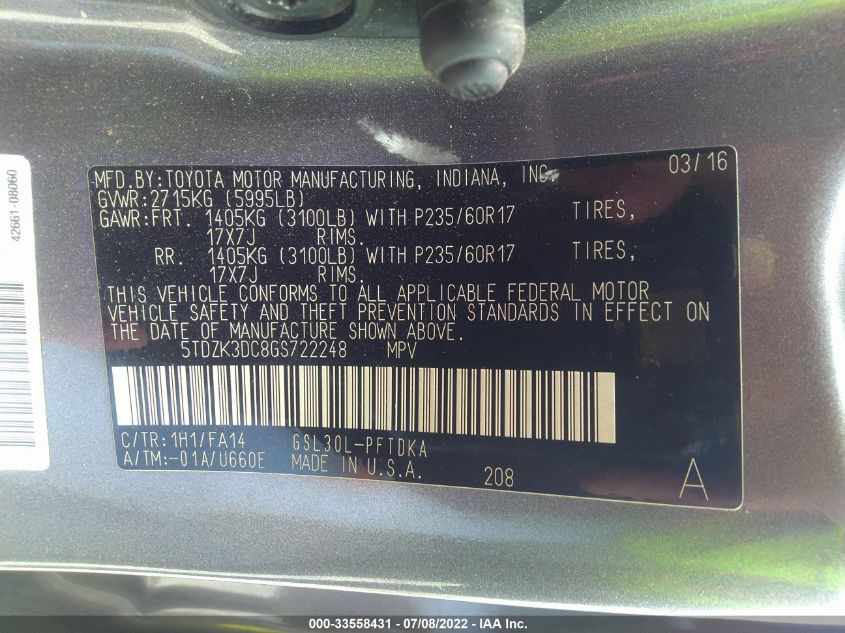 42661-08060
03/16
MFD.BY:TOYOTA MOTOR MANUFACTURING, INDIANA, INC.
GVWR:2715KG (5995LB)
GAWR:FRT. 1405KG (3100LB) WITH P235/60R17 TIRES,
17X7J RIMS.
RR. 1405KG (3100LB) WITH P235/60R17 TIRES,
17X7J RIMS.
THIS VEHICLE CONFORMS TO ALL APPLICABLE FEDERAL MOTOR
VEHICLE SAFETY AND THEFT PREVENTION STANDARDS IN EFFECT ON
THE DATE OF MANUFACTURE SHOWN ABOVE.
5TDZK3DC8GS722248 MPV
C/TR:1H1/FA14 GSL30L-PFTDKA
A/TM:-01A/U660E MADE IN U.S.A. 208 A
000-33558431 - 07/08/2022 - IAA Inc.